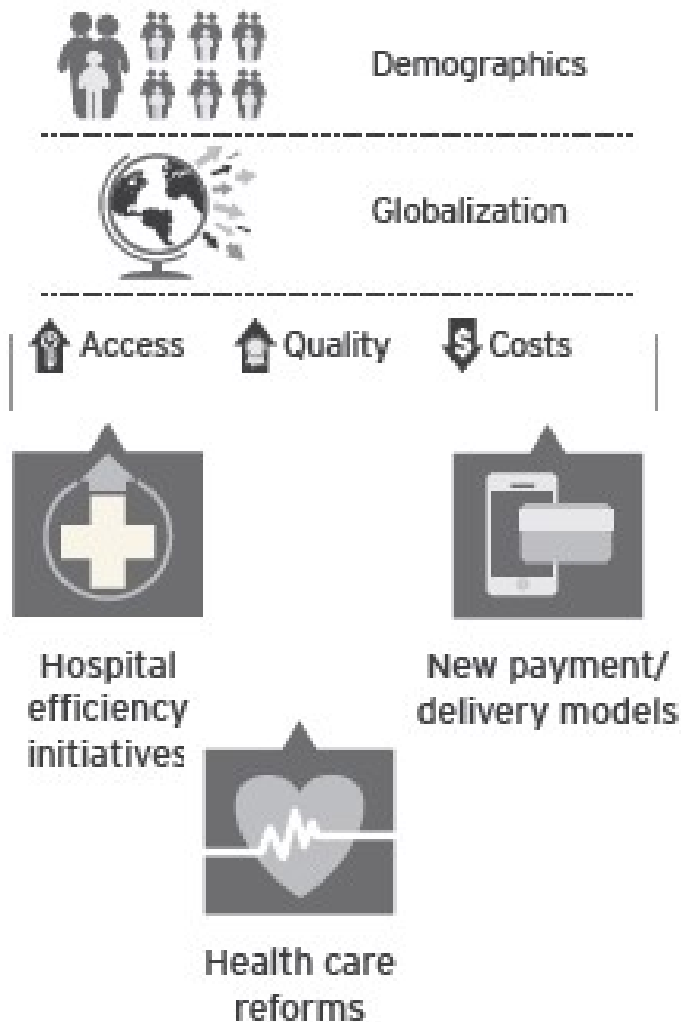 Demographics
Globalization
Access Quality $ Costs
Hospital
efficiency
initiatives
New payment/
delivery models
Health care
reforms